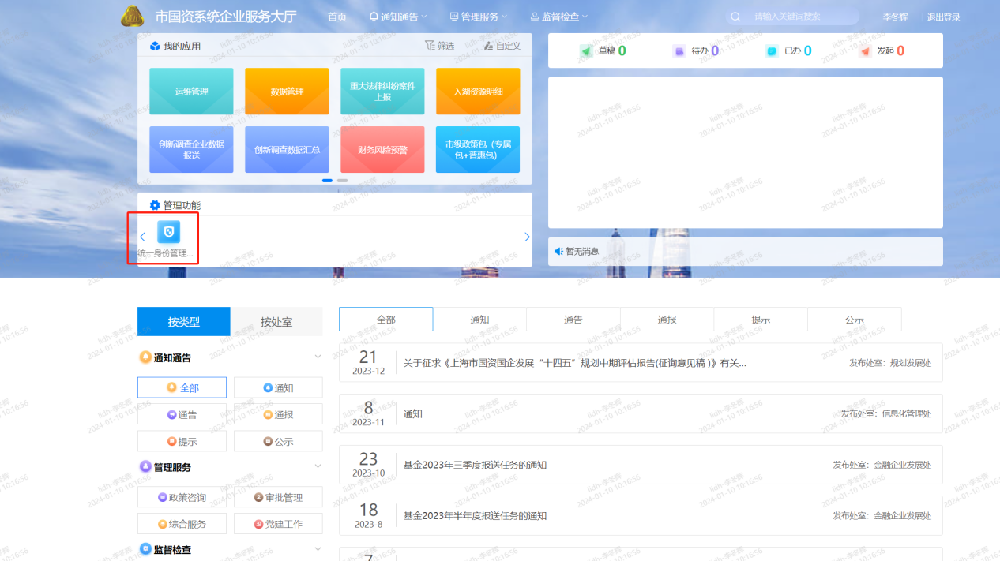 市国资系统企业服务大厅
首页
通知通告
管理服务
监督检查
请输入关键词搜索
李冬辉
退出登录
我的应用
筛选
自定义
运维管理
数据管理
重大法律纠纷案件
上报
入湖资源明细
创新调查企业数据
报送
创新调查数据汇总
财务风险预警
市级政策包（专属
包+普惠包）
草稿 0
待办 0
已办 0
发起 0
管理功能
统一身份管理...
暂无消息
按类型
按处室
通知通告
全部
通知
通告
通报
提示
公示
管理服务
政策咨询
审批管理
综合服务
党建工作
监督检查
全部
通知
通告
通报
提示
公示
21
2023-12
关于征求《上海市国资国企发展“十四五”规划中期评估报告(征询意见稿 )》有关...
发布处室：规划发展处
8
2023-11
通知
发布处室：信息化管理处
23
2023-10
基金2023年三季度报送任务的通知
发布处室：金融企业发展处
18
2023-8
基金2023年半年度报送任务的通知
发布处室：金融企业发展处
lidh-李冬辉
2024-01-10 10:16:56